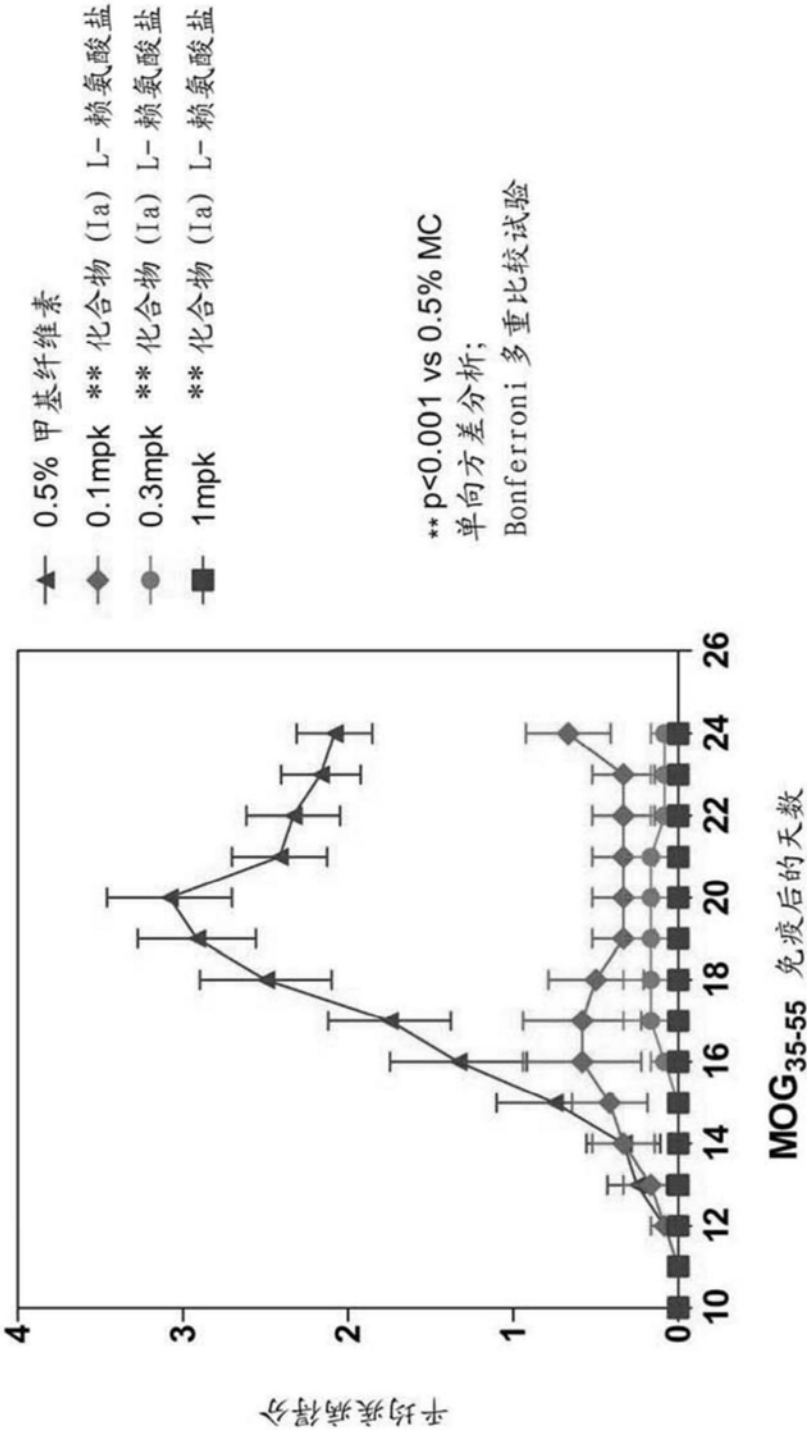 0.5% 甲基纤维素
0.1mpk ** 化合物 (Ia) L-赖氨酸盐
0.3mpk ** 化合物 (Ia) L-赖氨酸盐
1mpk ** 化合物 (Ia) L-赖氨酸盐
** p<0.001 vs 0.5% MC
单向方差分析;
Bonferroni 多重比较试验
平均疾病得分
4
3
2
1
0
10 12 14 16 18 20 22 24 26
MOG35-55 免疫后的天数